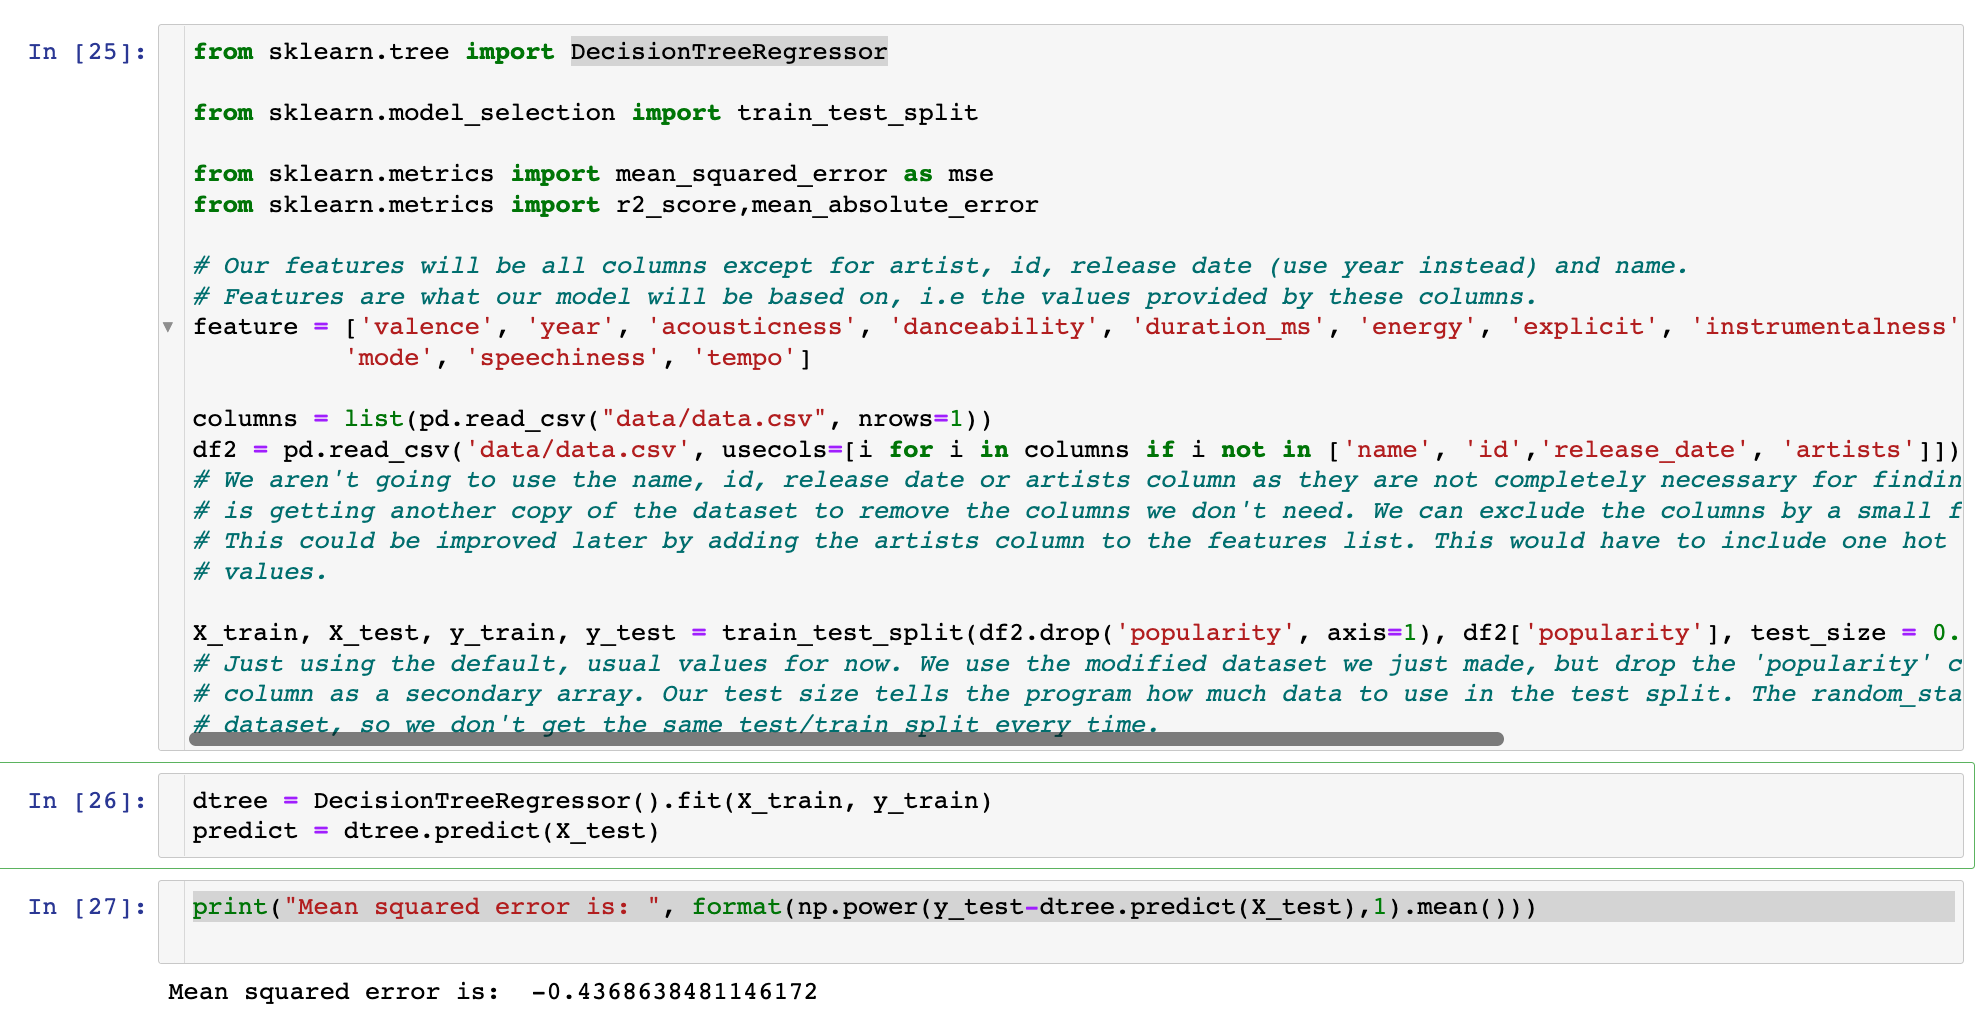 In [25]:
from sklearn.tree import DecisionTreeRegressor
from sklearn.model_selection import train_test_split
from sklearn.metrics import mean_squared_error as mse
from sklearn.metrics import r2_score,mean_absolute_error
# Our features will be all columns except for artist, id, release date (use year instead) and name.
# Features are what our model will be based on, i.e the values provided by these columns.
feature = ['valence', 'year', 'acousticness', 'danceability', 'duration_ms', 'energy', 'explicit', 'instrumentalness'
'mode', 'speechiness', 'tempo']
columns = list(pd.read_csv("data/data.csv", nrows=1))
df2 = pd.read_csv('data/data.csv', usecols=[i for i in columns if i not in ['name', 'id','release_date', 'artists']])
# We aren't going to use the name, id, release date or artists column as they are not completely necessary for findin
# is getting another copy of the dataset to remove the columns we don't need. We can exclude the columns by a small f
# This could be improved later by adding the artists column to the features list. This would have to include one hot
# values.
X_train, X_test, y_train, y_test = train_test_split(df2.drop('popularity', axis=1), df2['popularity'], test_size = 0.
# Just using the default, usual values for now. We use the modified dataset we just made, but drop the 'popularity' c
# column as a secondary array. Our test size tells the program how much data to use in the test split. The random_sta
# dataset, so we don't get the same test/train split every time.
In [26]:
dtree = DecisionTreeRegressor().fit(X_train, y_train)
predict = dtree.predict(X_test)
In [27]:
print("Mean squared error is: ", format(np.power(y_test-dtree.predict(X_test),1).mean()))
Mean squared error is:  -0.4368638481146172